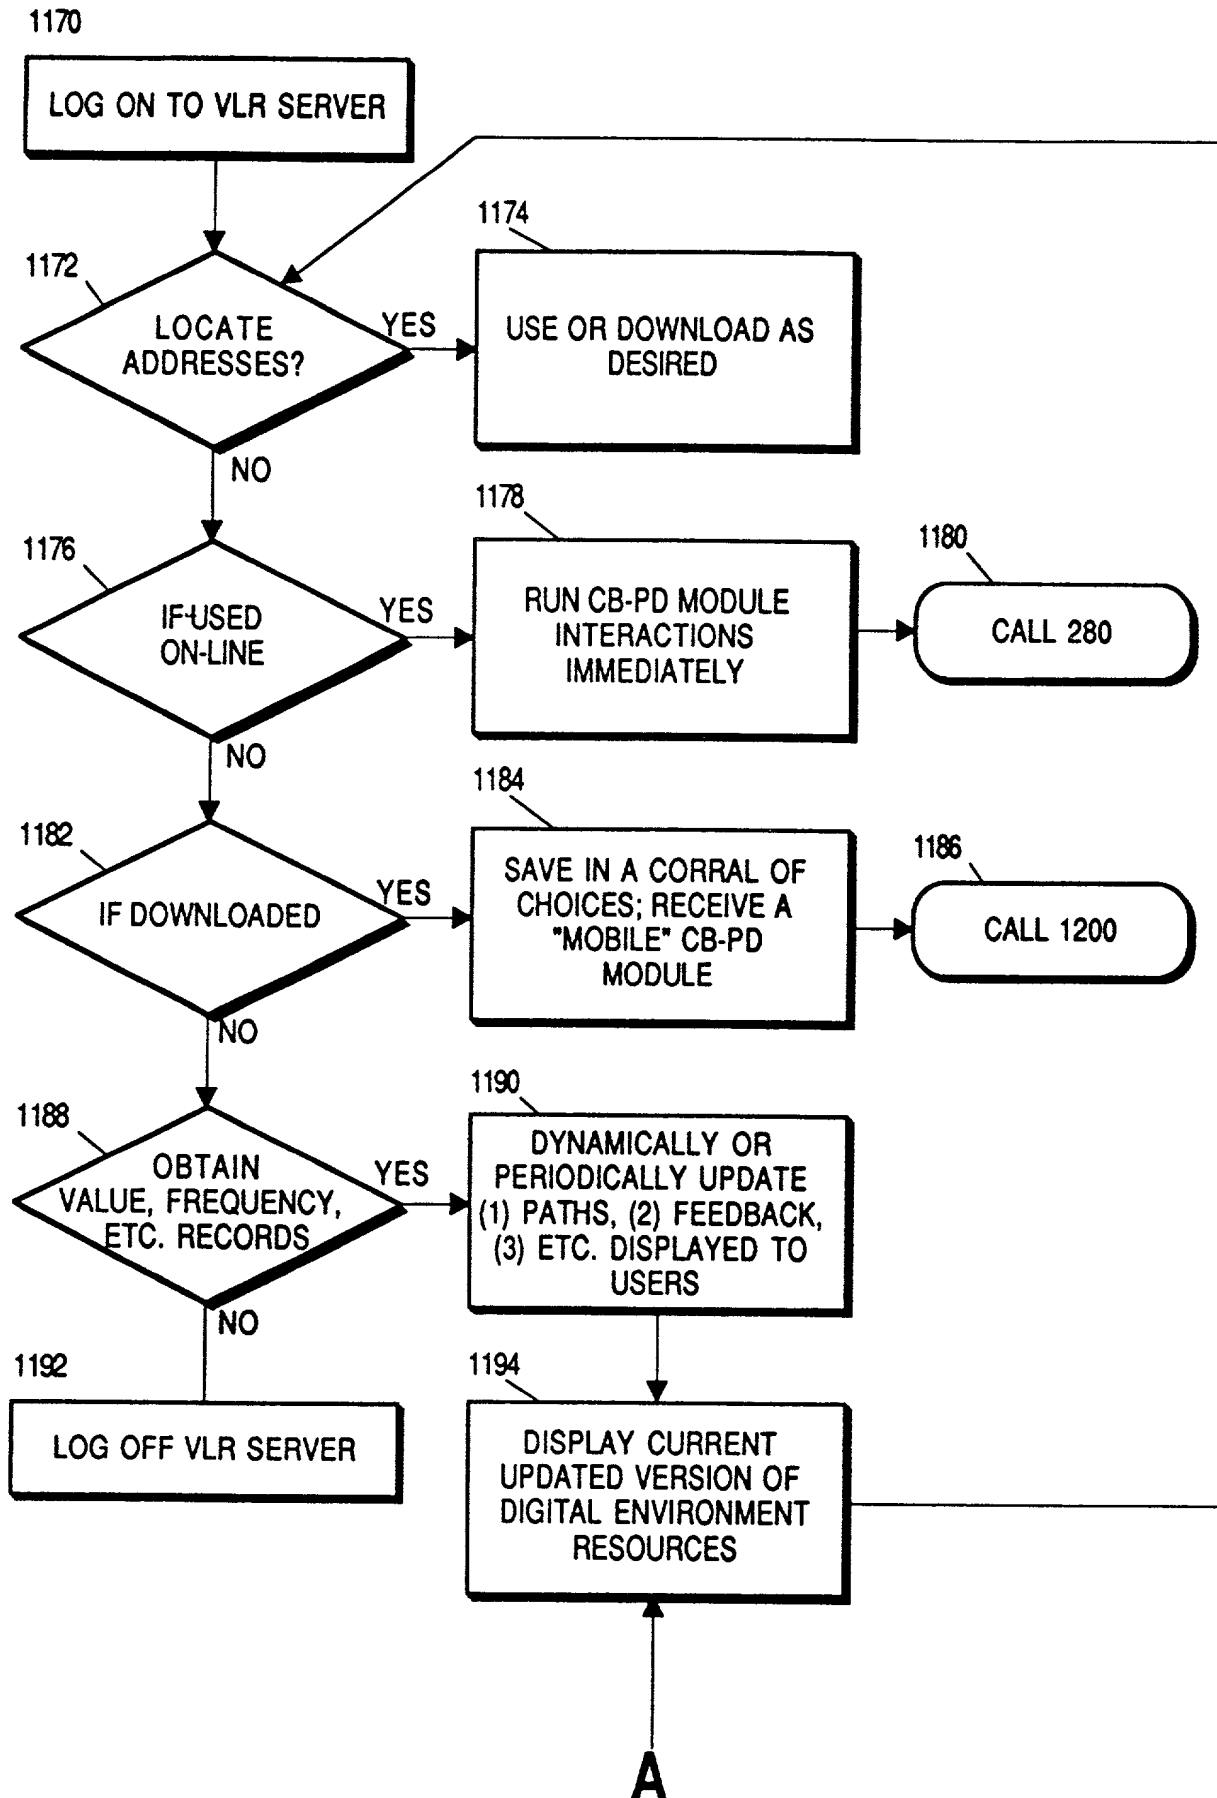 1170
LOG ON TO VLR SERVER
1172
LOCATE
ADDRESSES?
YES
NO
1174
USE OR DOWNLOAD AS
DESIRED
1176
IF-USED
ON-LINE
YES
NO
1178
RUN CB-PD MODULE
INTERACTIONS
IMMEDIATELY
1180
CALL 280
1182
IF DOWNLOADED
YES
NO
1184
SAVE IN A CORRAL OF
CHOICES; RECEIVE A
"MOBILE" CB-PD
MODULE
1186
CALL 1200
1188
OBTAIN
VALUE, FREQUENCY,
ETC. RECORDS
YES
NO
1190
DYNAMICALLY OR
PERIODICALLY UPDATE
(1) PATHS, (2) FEEDBACK,
(3) ETC. DISPLAYED TO
USERS
1192
LOG OFF VLR SERVER
1194
DISPLAY CURRENT
UPDATED VERSION OF
DIGITAL ENVIRONMENT
RESOURCES
A